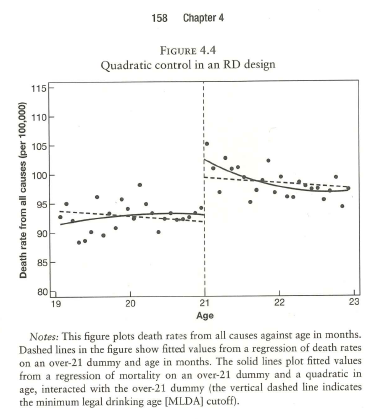 158 Chapter 4
FIGURE 4.4
Quadratic control in an RD design
Death rate from all causes (per 100,000)
115
110
105
100
95
90
85
80
19 20 21 22 23
Age
Notes: This figure plots death rates from all causes against age in months.
Dashed lines in the figure show fitted values from a regression of death rates
on an over-21 dummy and age in months. The solid lines plot fitted values
from a regression of mortality on an over-21 dummy and a quadratic in
age, interacted with the over-21 dummy (the vertical dashed line indicates
the minimum legal drinking age [MLDA] cutoff).